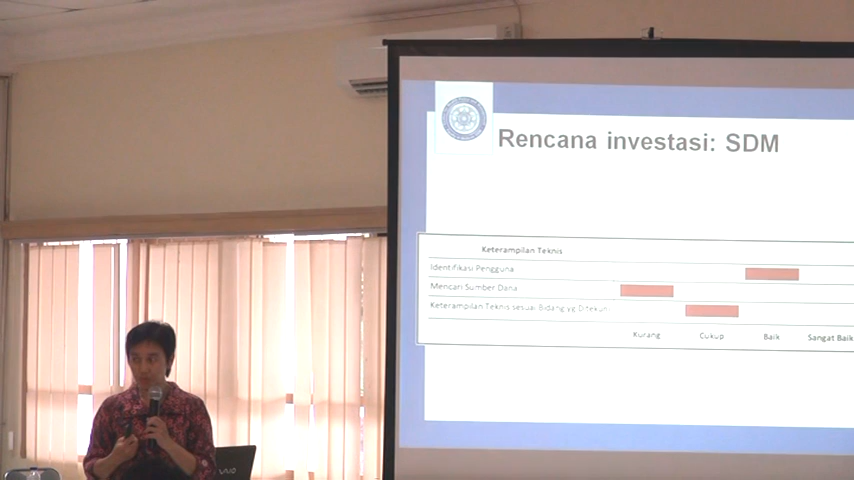 Rencana investasi: SDM
Keterampilan Teknis
Identifikasi Pengguna
Mencari Sumber Dana
Keterampilan Teknis sesuai Bidang yg Ditekuni
Kurang Cukup Baik Sangat Baik
VAIO